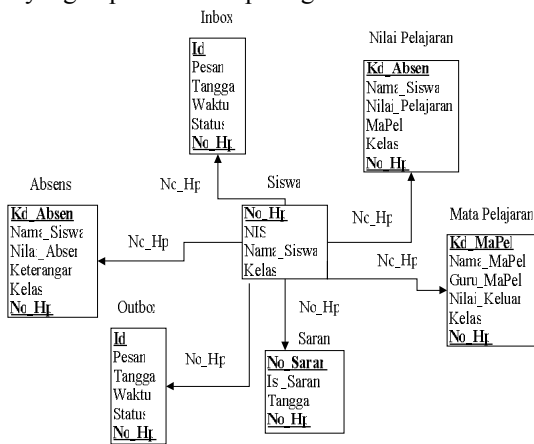 Inbox
Id
Pesan
Tangga
Waktu
Status
No_Hp
Nilai Pelajaran
Kd_Absen
Nama_Siswa
Nilai_Pelajaran
MaPel
Kelas
No_Hp
Absens
Kd_Absen
Nama_Siswa
Nilai_Absen
Keterangan
Kelas
No_Hp
Siswa
No_Hp
NIS
Nama_Siswa
Kelas
Mata Pelajaran
Kd_MaPel
Nama_MaPel
Guru_MaPel
Nilai_Keluar
Kelas
No_Hp
Outbox
Id
Pesan
Tangga
Waktu
Status
No_Hp
Saran
No_Saran
Is_Saran
Tangga
No_Hp
No_Hp
No_Hp
No_Hp
No_Hp
No_Hp
No_Hp